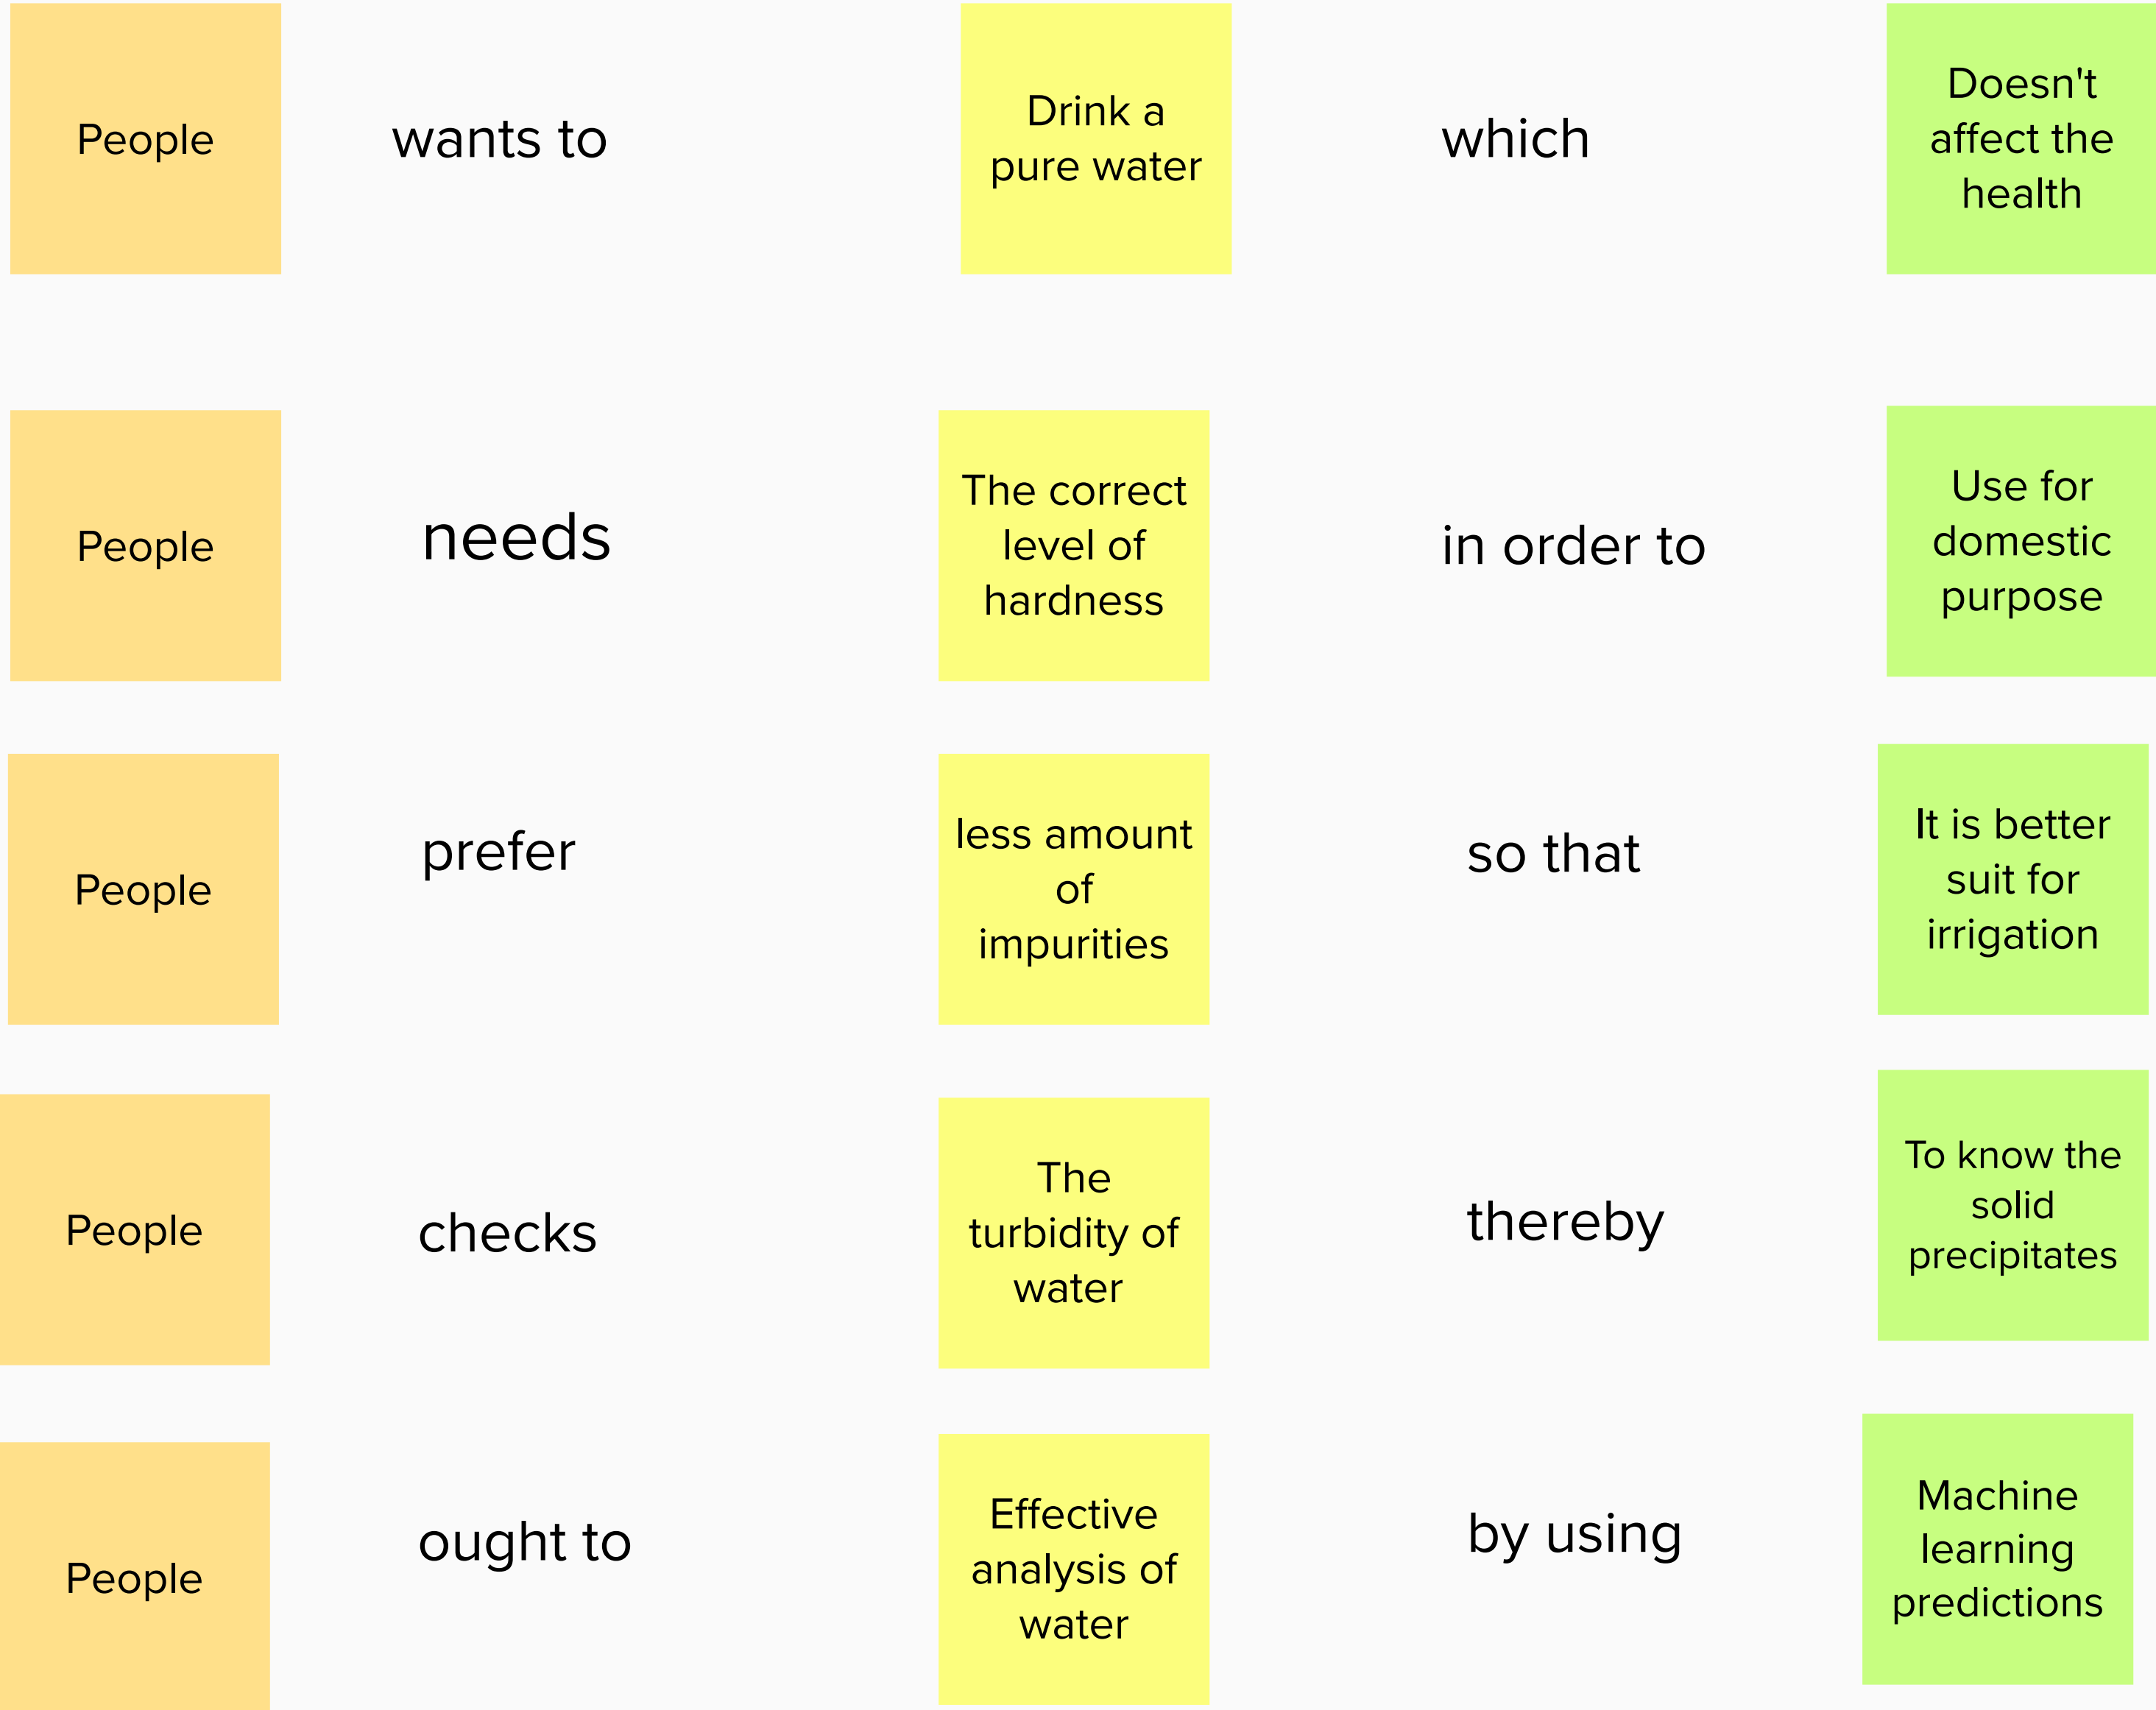 People
wants to
Drink a
pure water
which
Doesn't
affect the
health
People
needs
The correct
level of
hardness
in order to
Use for
domestic
purpose
People
prefer
less amount
of
impurities
so that
It is better
suit for
irrigation
People
checks
The
turbidity of
water
thereby
To know the
solid
precipitates
People
ought to
Effective
analysis of
water
by using
Machine
learning
predictions